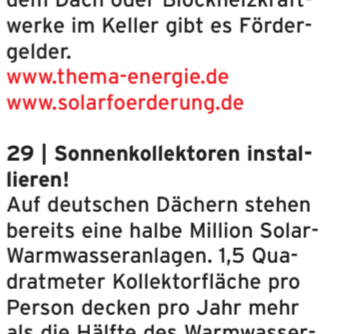 dem Dach oder Blockheizkraft-
werke im Keller gibt es Förder-
gelder.
www.thema-energie.de
www.solarfoerderung.de
29 | Sonnenkollektoren instal-
lieren!
Auf deutschen Dächern stehen
bereits eine halbe Million Solar-
Warmwasseranlagen. 1,5 Qua-
dratmeter Kollektorfläche pro
Person decken pro Jahr mehr
als die Hälfte des Warmwasser-